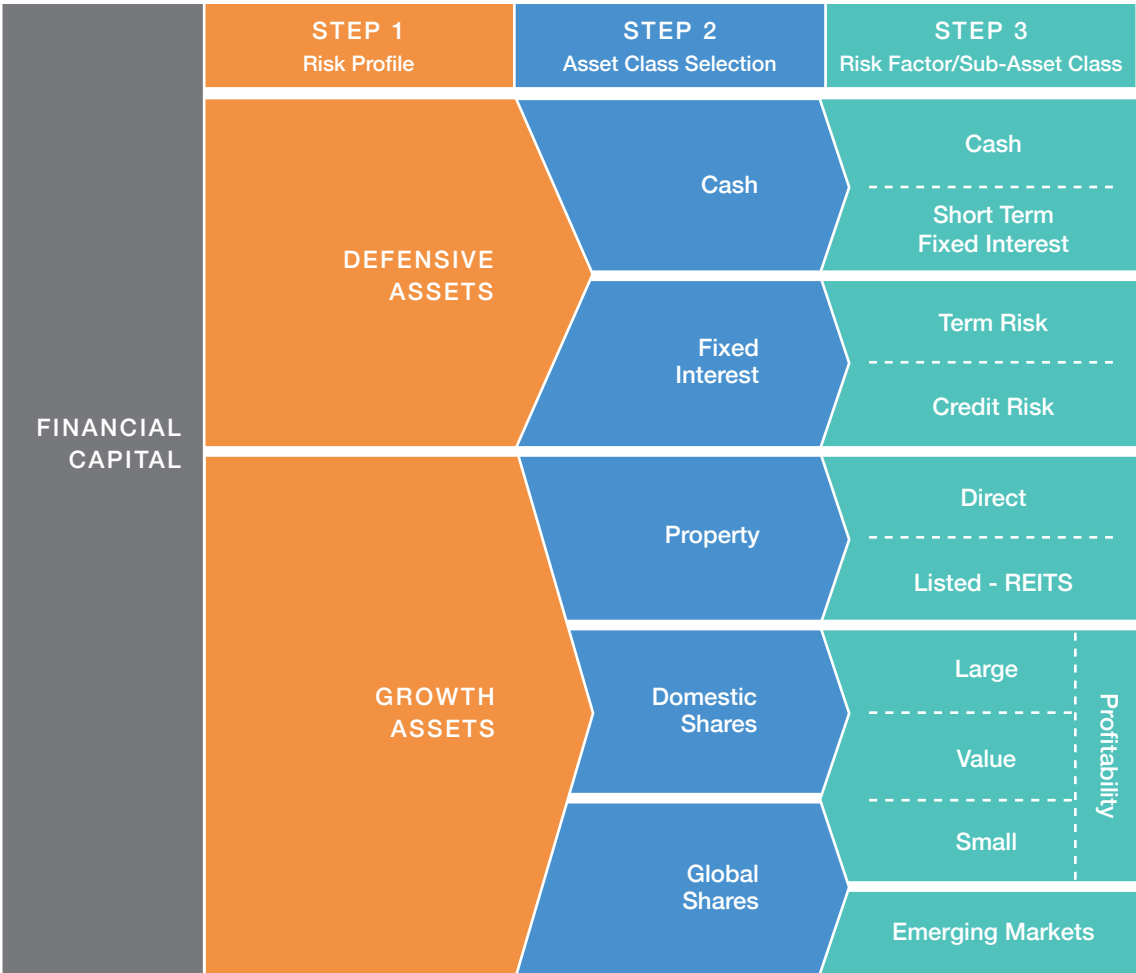 STEP 1
Risk Profile
STEP 2
Asset Class Selection
STEP 3
Risk Factor/Sub-Asset Class
FINANCIAL
CAPITAL
DEFENSIVE
ASSETS
Cash
Cash
Short Term
Fixed Interest
Fixed
Interest
Term Risk
Credit Risk
GROWTH
ASSETS
Property
Direct
Listed - REITS
Domestic
Shares
Large
Value
Small
Profitability
Global
Shares
Emerging Markets